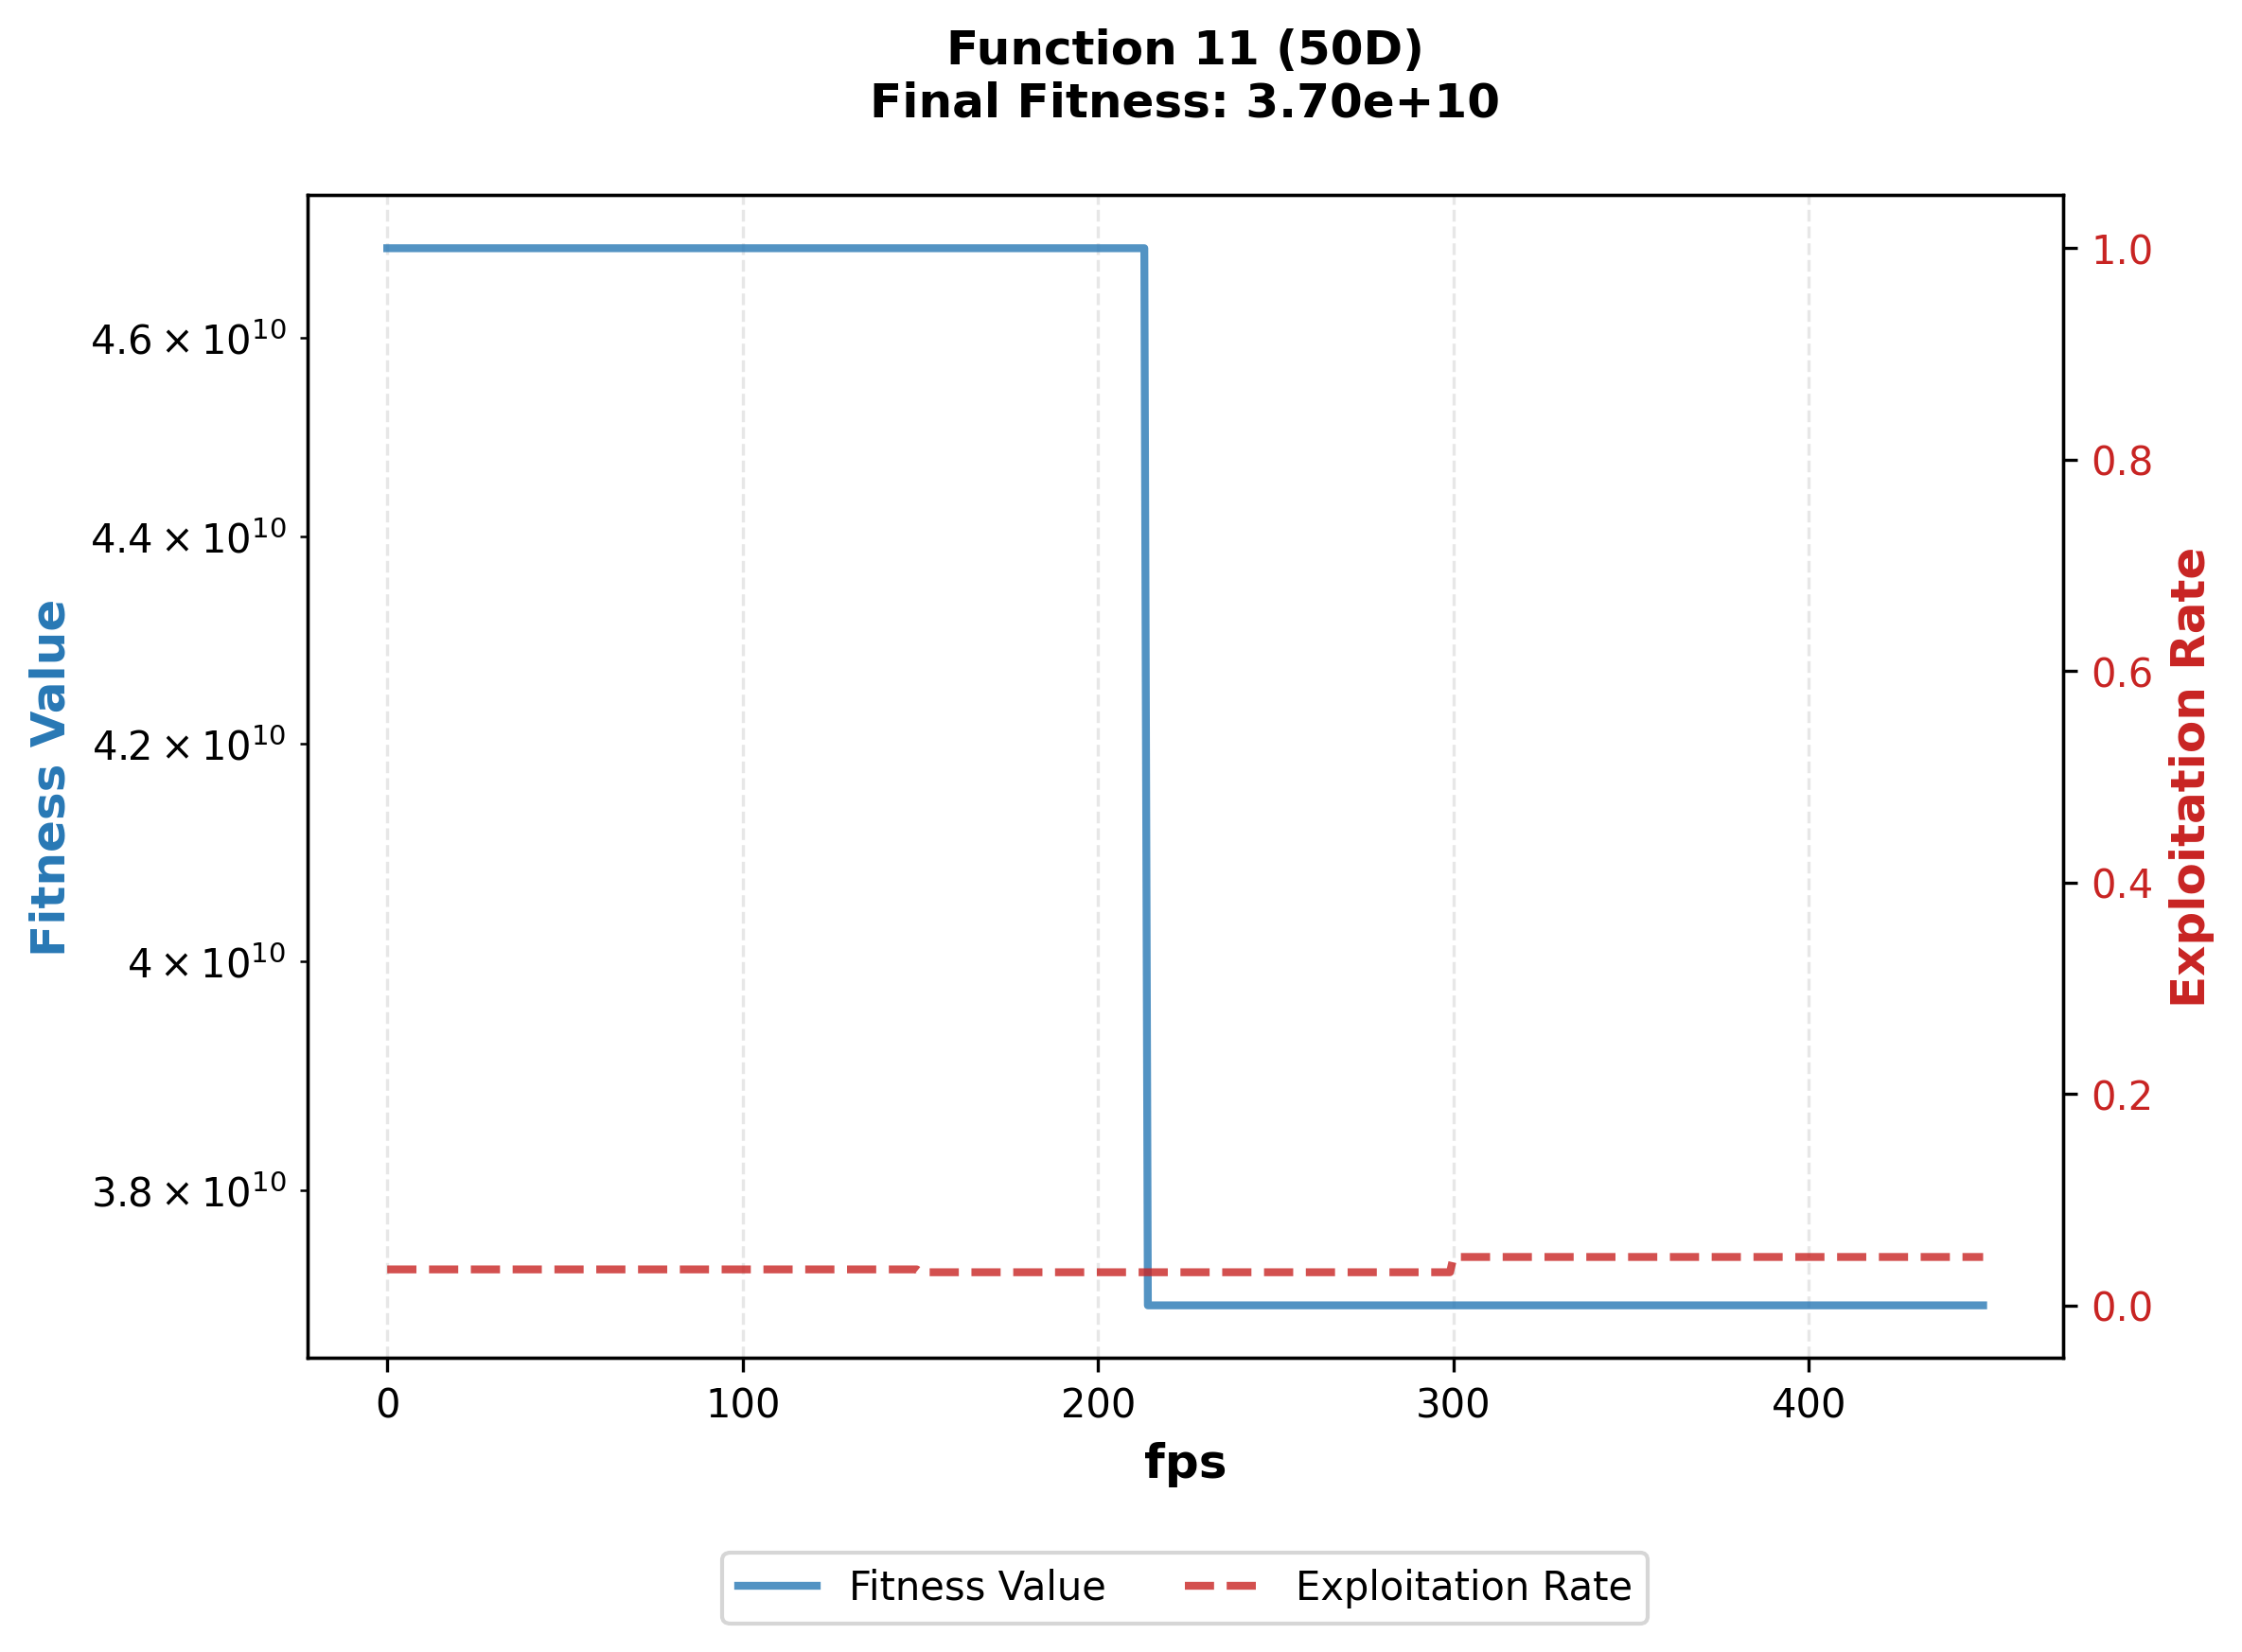 Function 11 (50D)
Final Fitness: 3.70e+10
Fitness Value
4.6 × 10¹⁰
4.4 × 10¹⁰
4.2 × 10¹⁰
4 × 10¹⁰
3.8 × 10¹⁰
1.0
0.8
0.6
0.4
0.2
0.0
Exploitation Rate
0 100 200 300 400
fps
Fitness Value Exploitation Rate